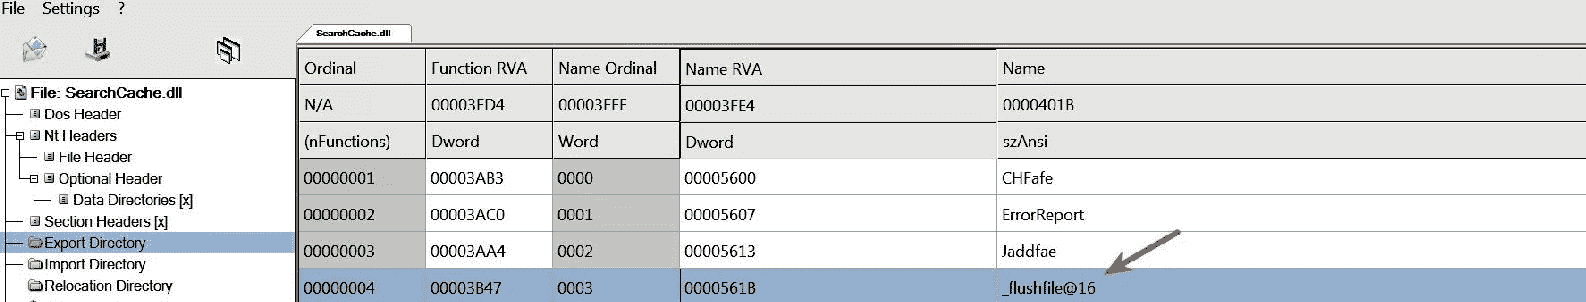 File Settings ?
SearchCache.dll
File: SearchCache.dll
Dos Header
Nt Headers
File Header
Optional Header
Data Directories [x]
Section Headers [x]
Export Directory
Import Directory
Relocation Directory
Ordinal Function RVA Name Ordinal Name RVA Name
N/A 00003FD4 00003FFF 00003FE4 0000401B
(nFunctions) Dword Word Dword szAnsi
00000001 00003AB3 0000 00005600 CHFafe
00000002 00003AC0 0001 00005607 ErrorReport
00000003 00003AA4 0002 00005613 Jaddfae
00000004 00003B47 0003 0000561B _flushfile@16